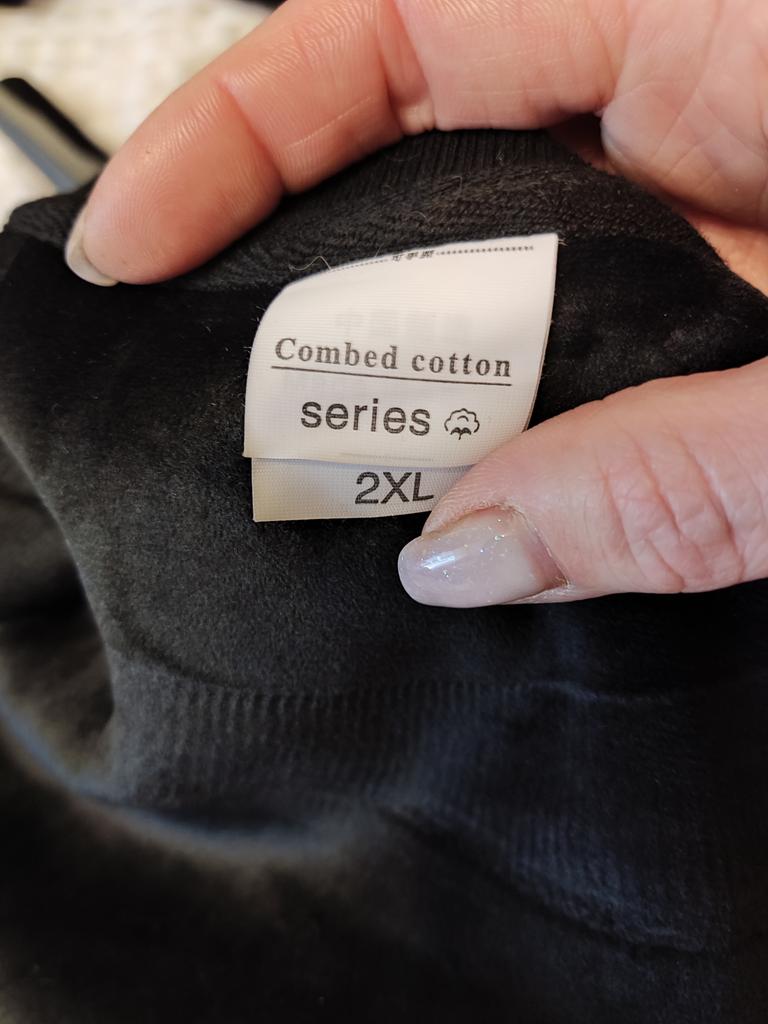 Combed cotton
series
2XL